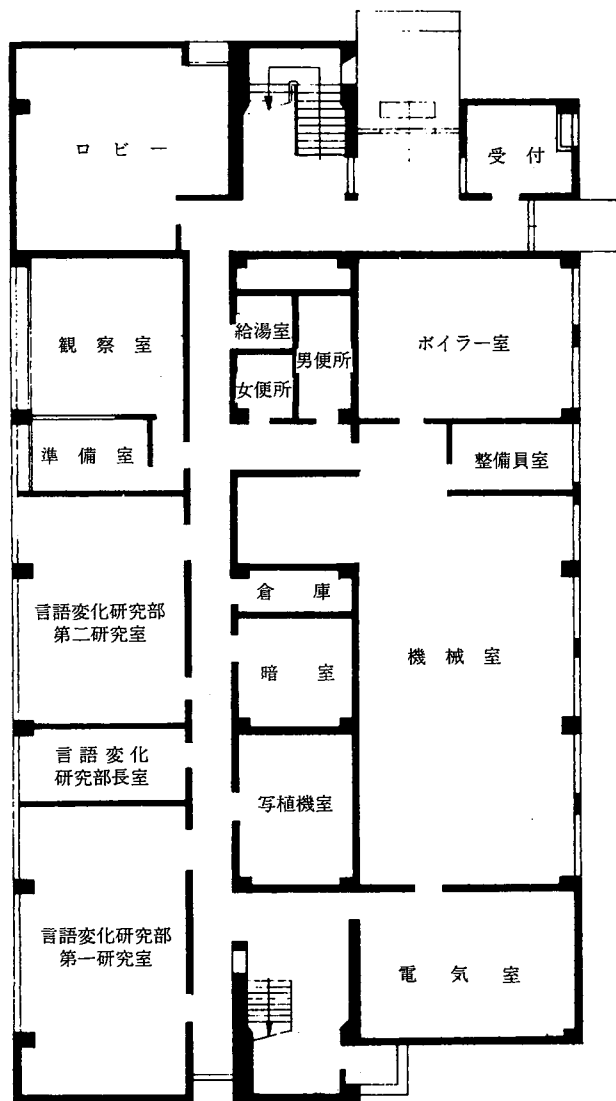 ロビー
受付
観察室
給湯室
男便所
女便所
ボイラー室
準備室
整備員室
言語変化研究部
第二研究室
倉庫
暗室
機械室
言語変化
研究部長室
写植機室
言語変化研究部
第一研究室
電気室